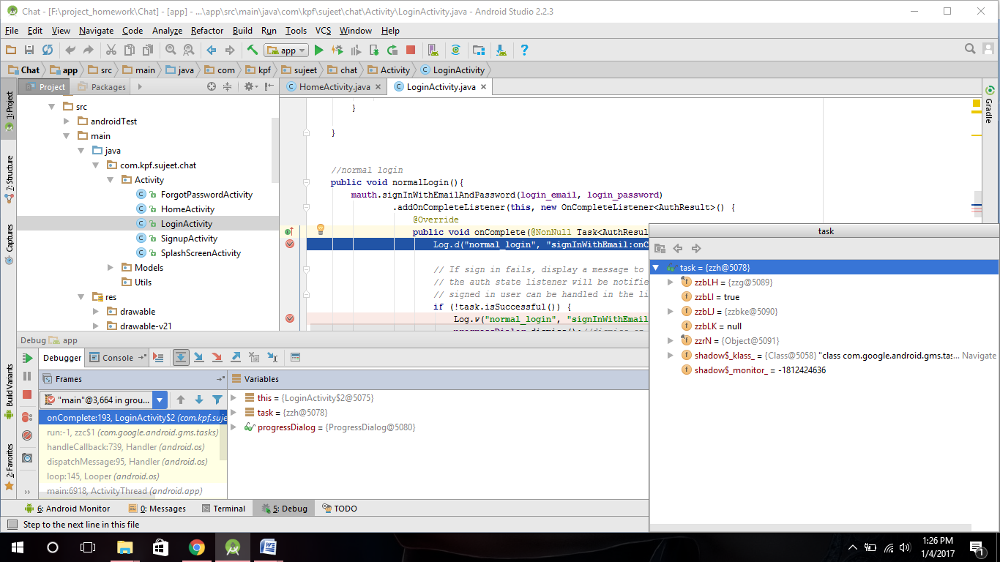 Chat - [F:\project_homework\Chat] - [app] - ...\app\src\main\java\com\kpf\sujeet\chat\Activity\LoginActivity.java - Android Studio 2.2.3
File Edit View Navigate Code Analyze Refactor Build Run Tools VCS Window Help
app
Chat app src main java com kpf sujeet chat Activity LoginActivity
Project Packages
HomeActivity.java LoginActivity.java
1: Project
7: Structure
Captures
Build Variants
2: Favorites
Gradle
src
androidTest
main
java
com.kpf.sujeet.chat
Activity
ForgotPasswordActivity
HomeActivity
LoginActivity
SignupActivity
SplashScreenActivity
Models
Utils
res
drawable
drawable-v21
}
}
//normal login
public void normalLogin(){
mauth.signInWithEmailAndPassword(login_email, login_password)
.addOnCompleteListener(this, new OnCompleteListener<AuthResult>() {
@Override
public void onComplete(@NonNull Task<AuthResul
Log.d("normal_login", "signInWithEmail:onC
// If sign in fails, display a message to
// the auth state listener will be notifie
// signed in user can be handled in the li
if (!task.isSuccessful()) {
Log.w("normal_login", "signInWithEmail
task
task = {zzh@5078}
zzbLH = {zzg@5089}
zzbLI = true
zzbLJ = {zzbke@5090}
zzbLK = null
zzrN = {Object@5091}
shadow$_klass_ = {Class@5058} "class com.google.android.gms.tas... Navigate
shadow$_monitor_ = -1812424636
Debug app
Debugger Console
Frames
Variables
"main"@3,664 in grou...
onComplete:193, LoginActivity$2 (com.kpf.suje
run:-1, zzc$1 (com.google.android.gms.tasks)
handleCallback:739, Handler (android.os)
dispatchMessage:95, Handler (android.os)
loop:145, Looper (android.os)
main:6918, ActivityThread (android.app)
this = {LoginActivity$2@5075}
task = {zzh@5078}
progressDialog = {ProgressDialog@5080}
6: Android Monitor 0: Messages Terminal 5: Debug TODO
Step to the next line in this file
1:26 PM
1/4/2017
1